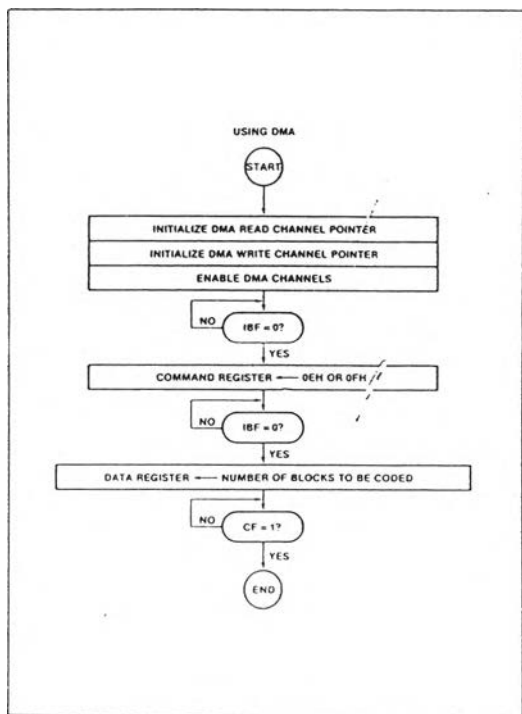 USING DMA
START
INITIALIZE DMA READ CHANNEL POINTER
INITIALIZE DMA WRITE CHANNEL POINTER
ENABLE DMA CHANNELS
NO
IBF = 0?
YES
COMMAND REGISTER ← 0EH OR 0FH
NO
IBF = 0?
YES
DATA REGISTER ← NUMBER OF BLOCKS TO BE CODED
NO
CF = 1?
YES
END